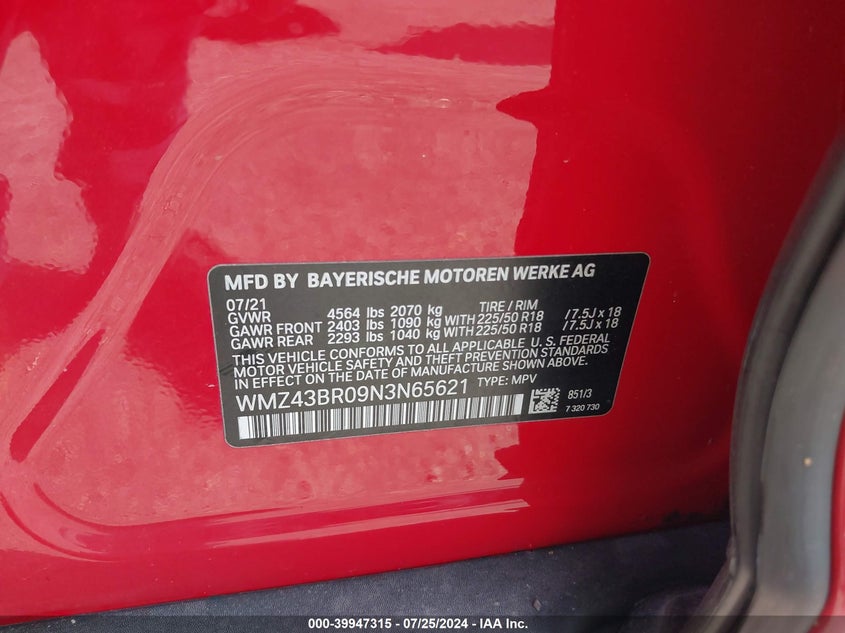 MFD BY BAYERISCHE MOTOREN WERKE AG
07/21 TIRE / RIM
GVWR 4564 lbs 2070 kg
GAWR FRONT 2403 lbs 1090 kg WITH 225/50 R18 / 7.5J x 18
GAWR REAR 2293 lbs 1040 kg WITH 225/50 R18 / 7.5J x 18
THIS VEHICLE CONFORMS TO ALL APPLICABLE U. S. FEDERAL
MOTOR VEHICLE SAFETY AND THEFT PREVENTION STANDARDS
IN EFFECT ON THE DATE OF MANUFACTURE SHOWN ABOVE.
WMZ43BR09N3N65621 TYPE: MPV
851/3
7 320 730
000-39947315 - 07/25/2024 - IAA Inc.